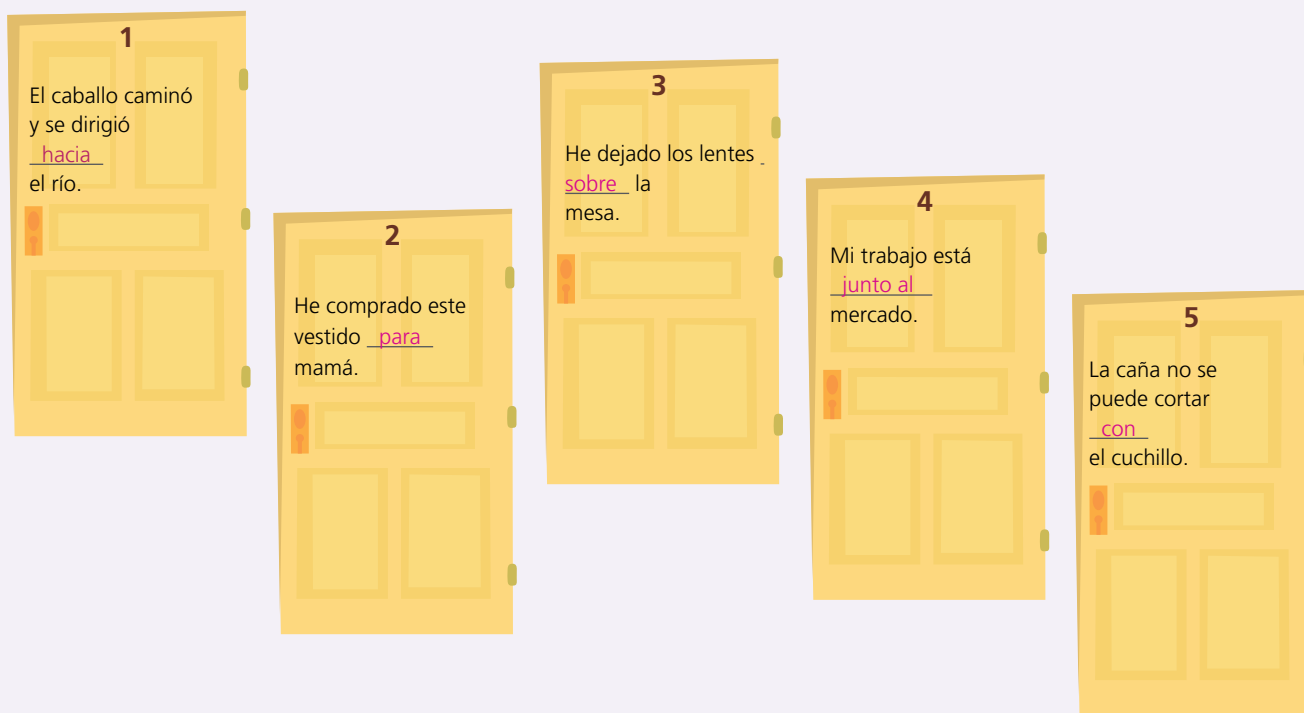 1
El caballo caminó
y se dirigió
hacia
el río.
2
He comprado este
vestido para
mamá.
3
He dejado los lentes
sobre la
mesa.
4
Mi trabajo está
junto al
mercado.
5
La caña no se
puede cortar
con
el cuchillo.